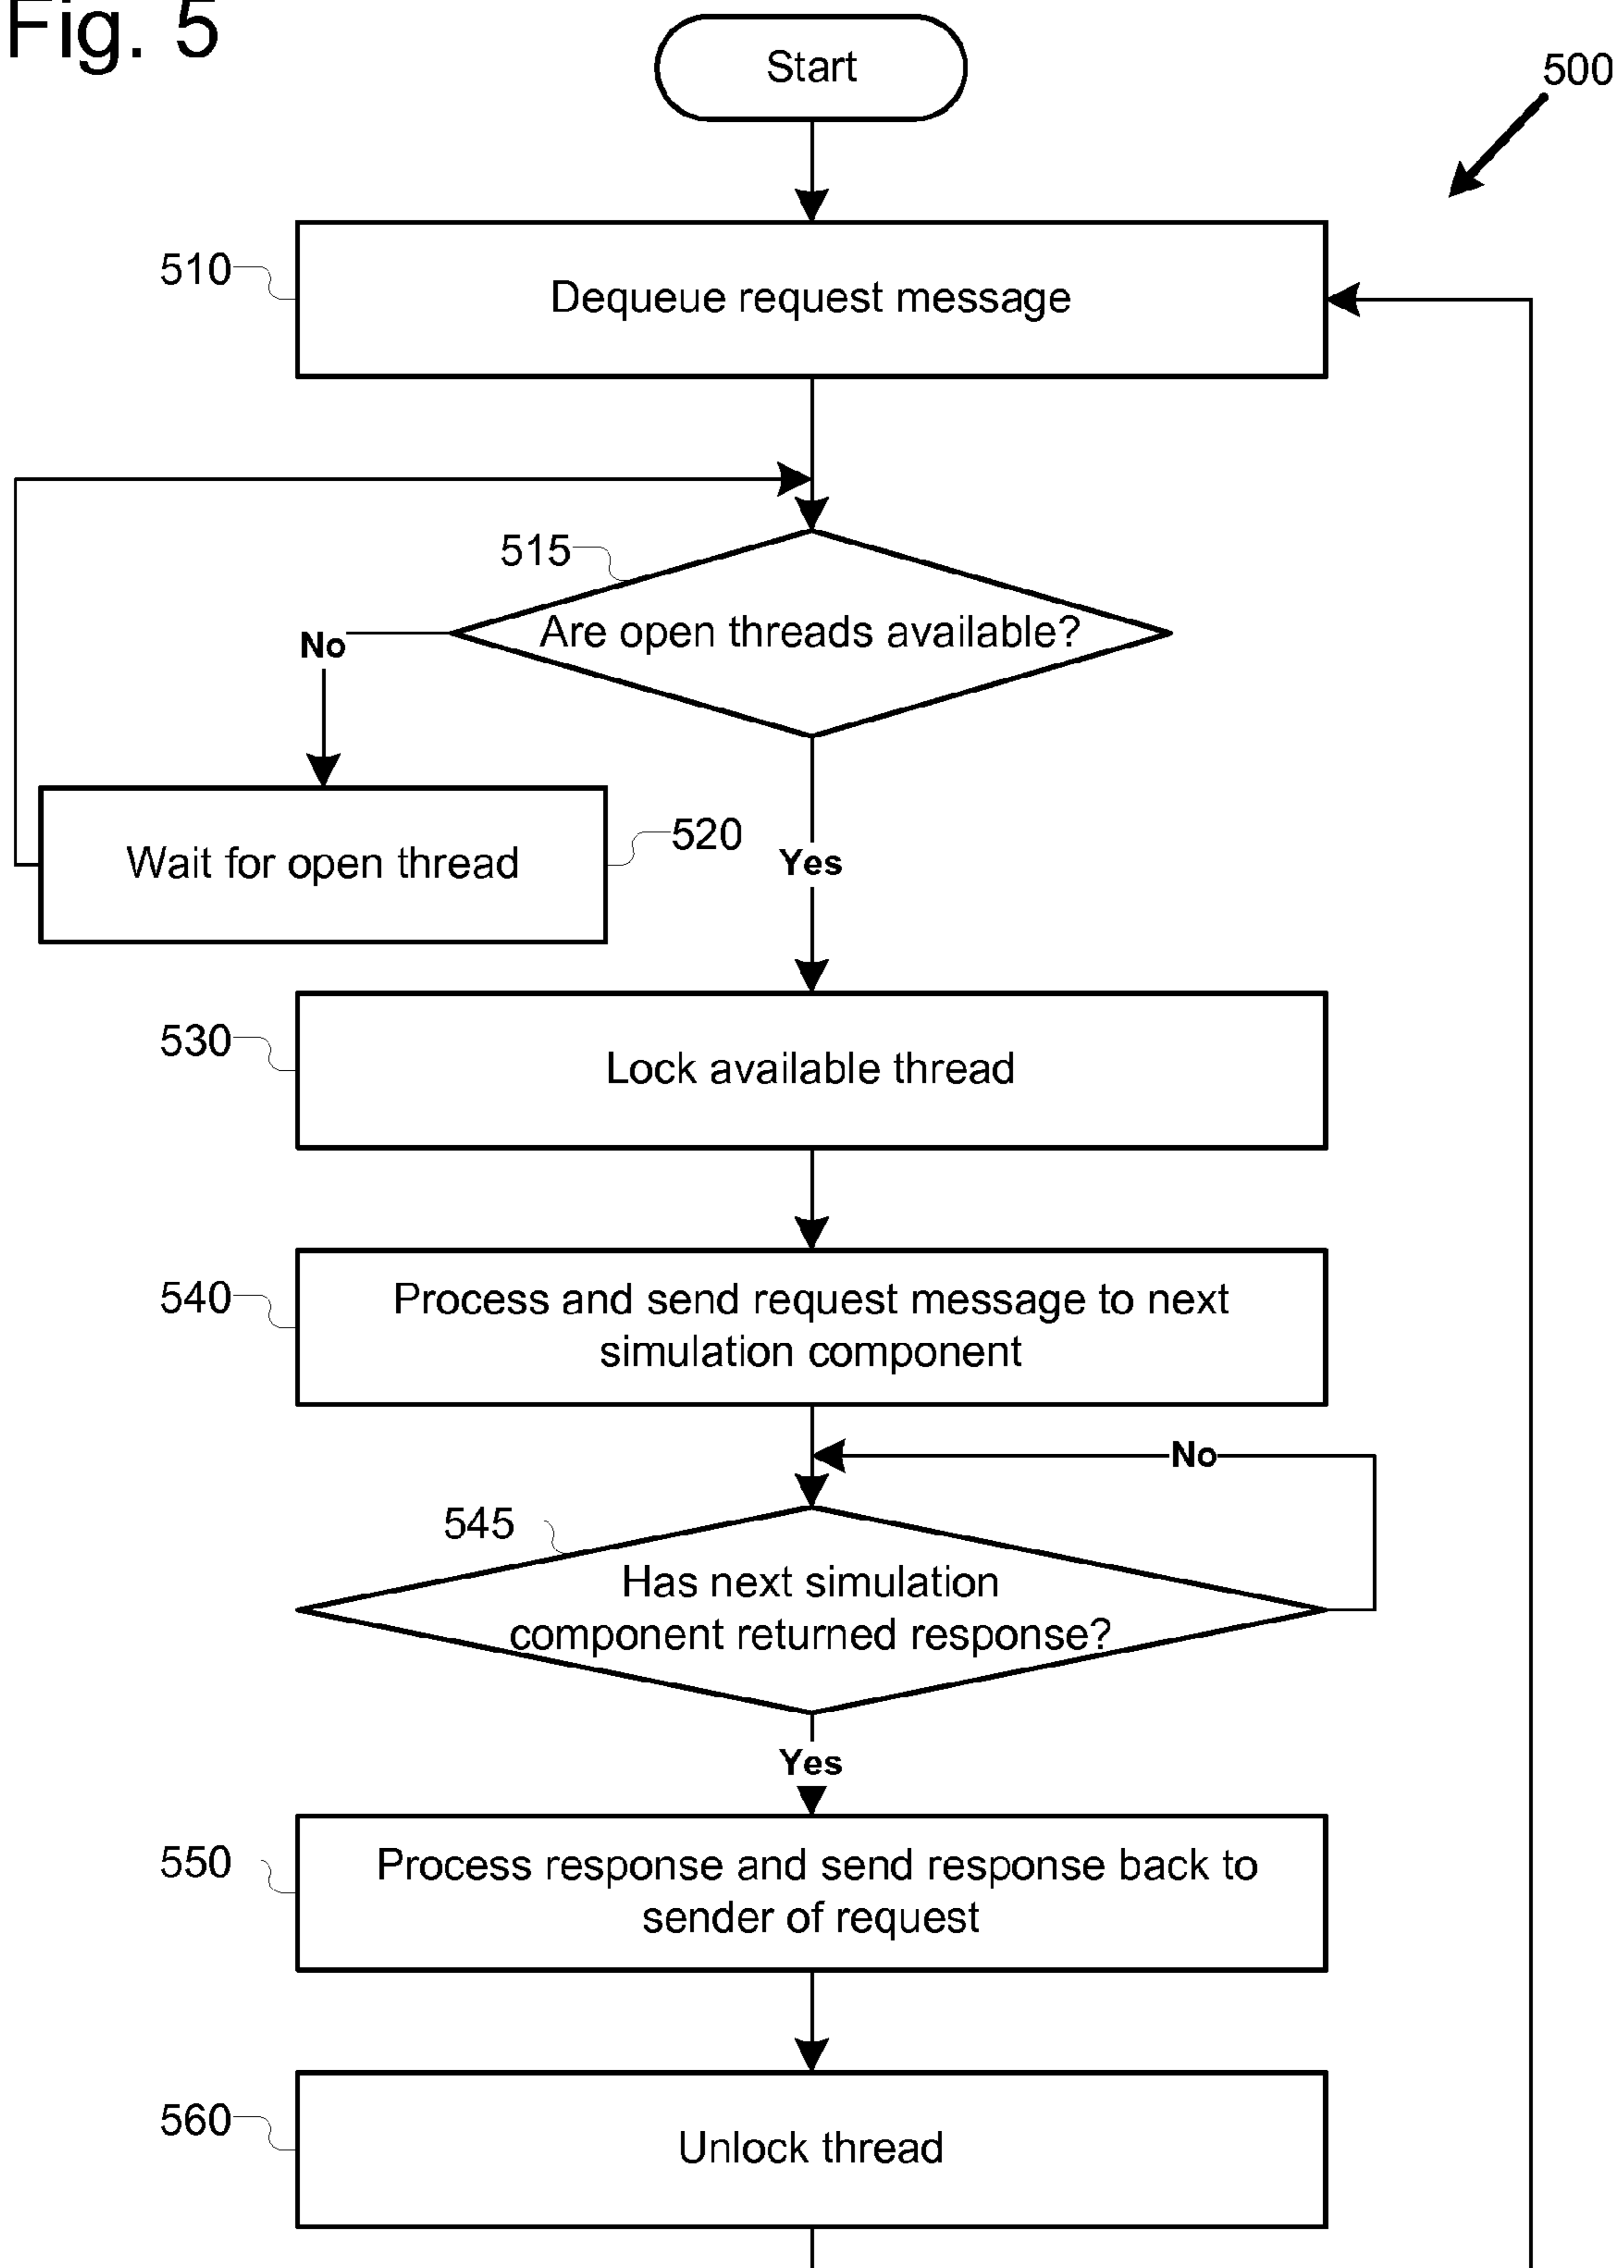 Fig. 5
Start
500
510
Dequeue request message
515
Are open threads available?
No
Wait for open thread
520
Yes
530
Lock available thread
540
Process and send request message to next
simulation component
No
545
Has next simulation
component returned response?
Yes
550
Process response and send response back to
sender of request
560
Unlock thread